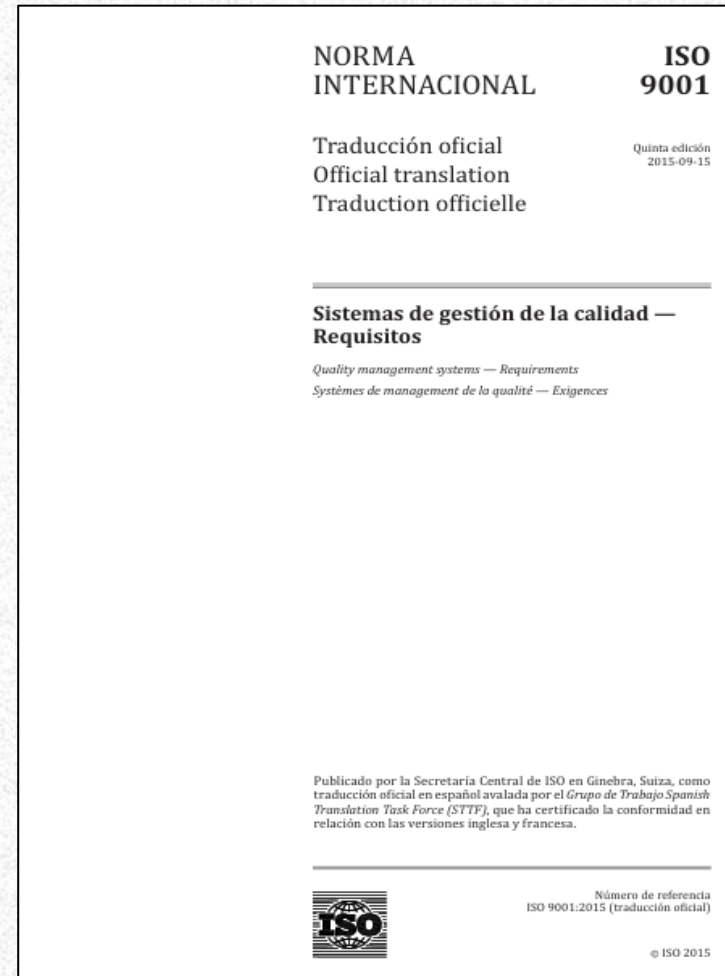 NORMA
INTERNACIONAL
ISO
9001
Traducción oficial
Official translation
Traduction officielle
Quinta edición
2015-09-15
Sistemas de gestión de la calidad —
Requisitos
Quality management systems — Requirements
Systèmes de management de la qualité — Exigences
Publicado por la Secretaría Central de ISO en Ginebra, Suiza, como
traducción oficial en español avalada por el Grupo de Trabajo Spanish
Translation Task Force (STTF), que ha certificado la conformidad en
relación con las versiones inglesa y francesa.
ISO
Número de referencia
ISO 9001:2015 (traducción oficial)
© ISO 2015